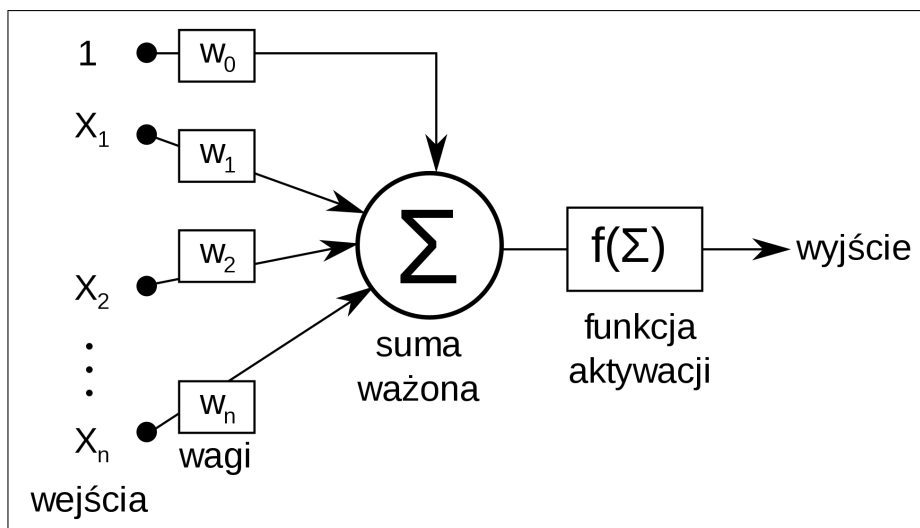 1
w0
X1
w1
X2
w2
Xn
wn
wagi
wejścia
Σ
suma
ważona
f(Σ)
funkcja
aktywacji
wyjście